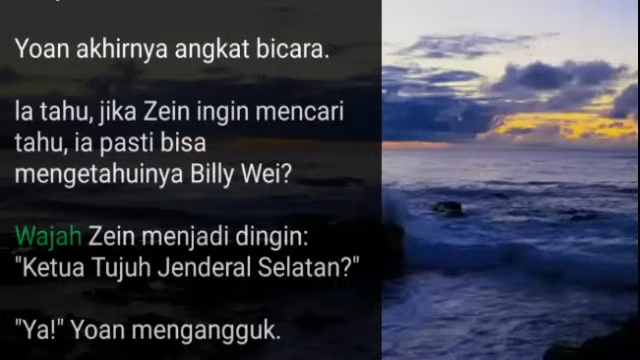 Yoan akhirnya angkat bicara.
Ia tahu, jika Zein ingin mencari
tahu, ia pasti bisa
mengetahuinya Billy Wei?
Wajah Zein menjadi dingin:
"Ketua Tujuh Jenderal Selatan?"
"Ya!" Yoan mengangguk.